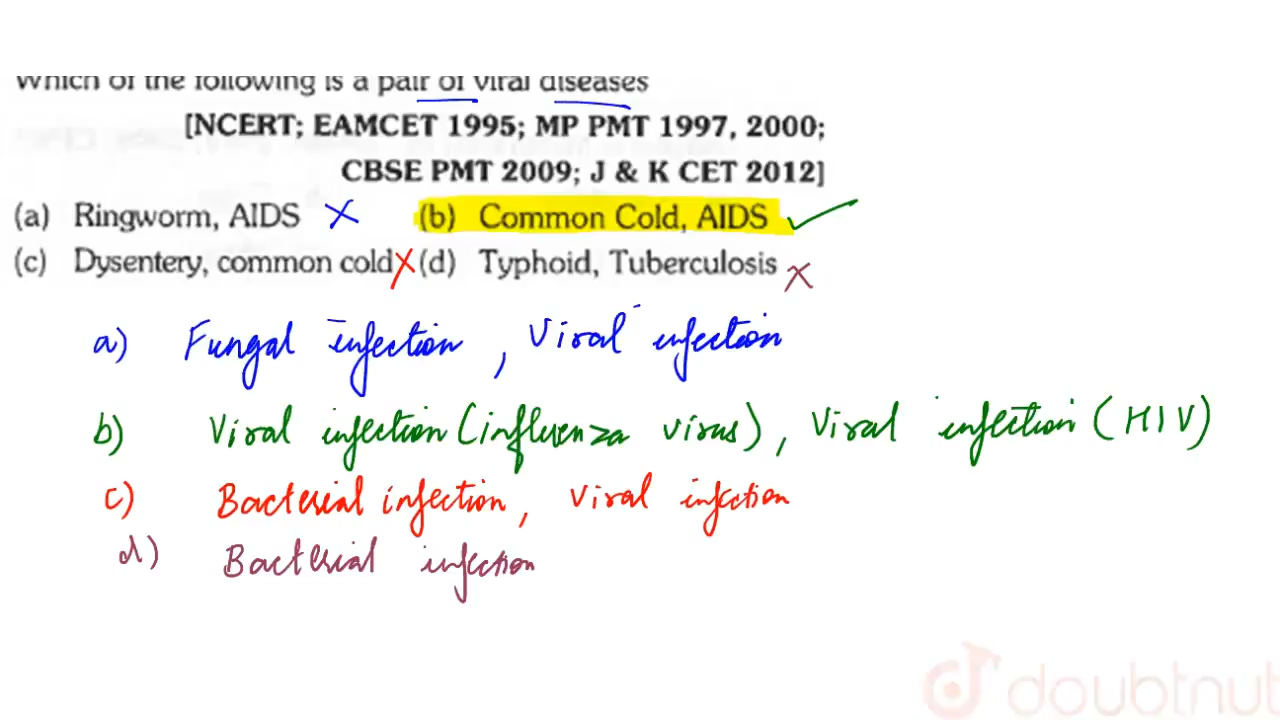 Which of the following is a pair of viral diseases
[NCERT; EAMCET 1995; MP PMT 1997, 2000;
CBSE PMT 2009; J & K CET 2012]
(a) Ringworm, AIDS (b) Common Cold, AIDS
(c) Dysentery, common cold (d) Typhoid, Tuberculosis
a) Fungal infection, Viral infection
b) Viral infection (influenza virus), Viral infection (HIV)
c) Bacterial infection, Viral infection
d) Bacterial infection
doubtnut